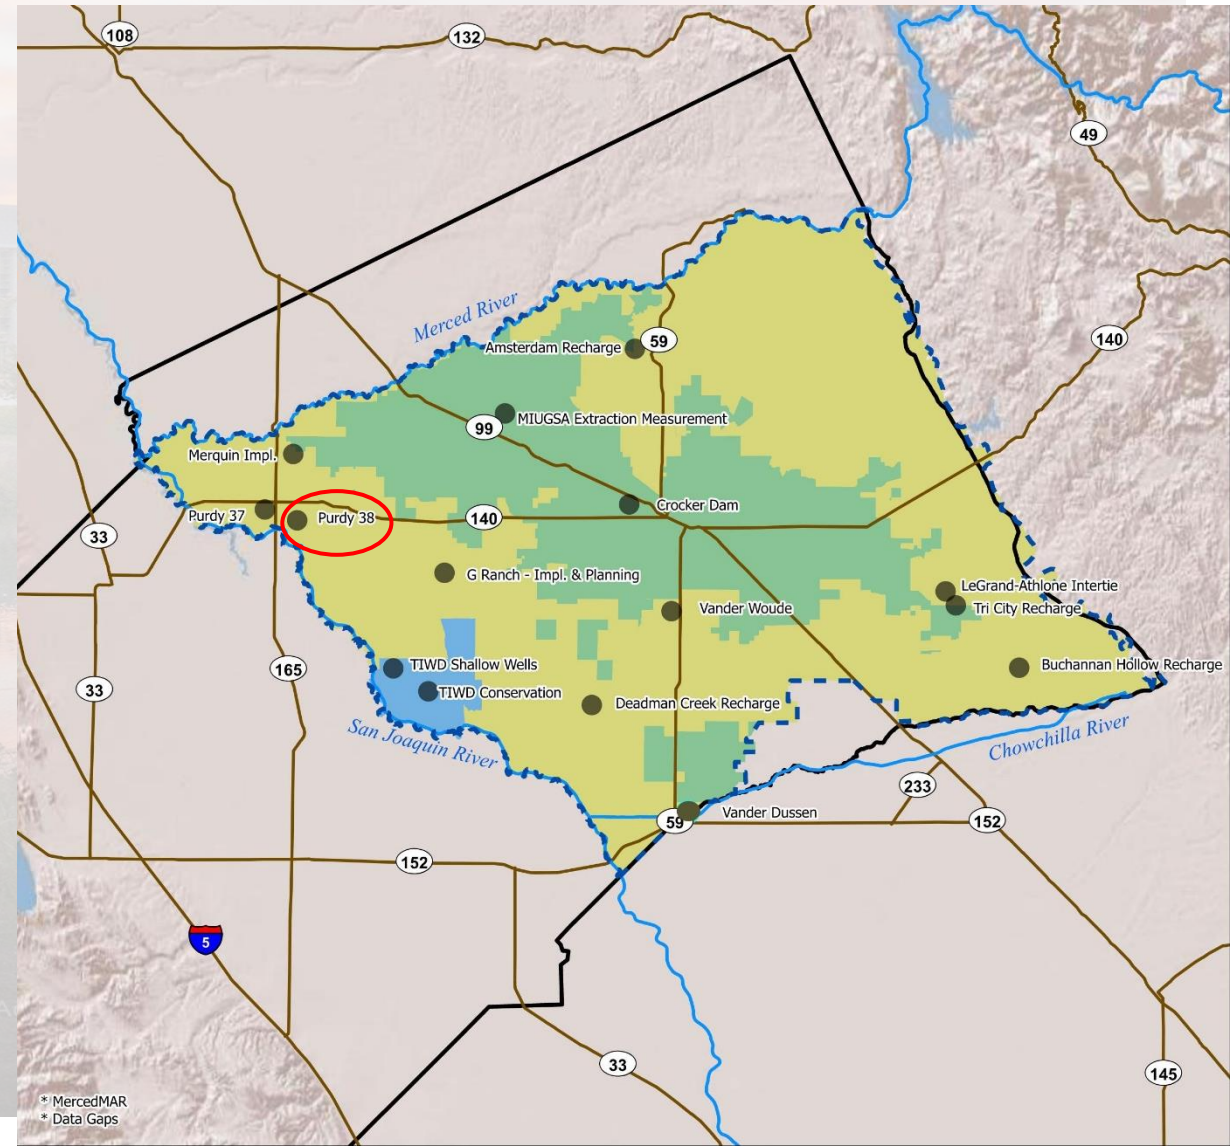 108
132
49
Merced River
Amsterdam Recharge
59
140
MIUGSA Extraction Measurement
99
Merquin Impl.
Crocker Dam
Purdy 37
Purdy 38
140
33
G Ranch - Impl. & Planning
LeGrand-Athlone Intertie
Vander Woude
Tri City Recharge
165
TIWD Shallow Wells
Buchannan Hollow Recharge
33
TIWD Conservation
Deadman Creek Recharge
San Joaquin River
Chowchilla River
233
Vander Dussen
59
152
152
5
33
145
* MercedMAR
* Data Gaps